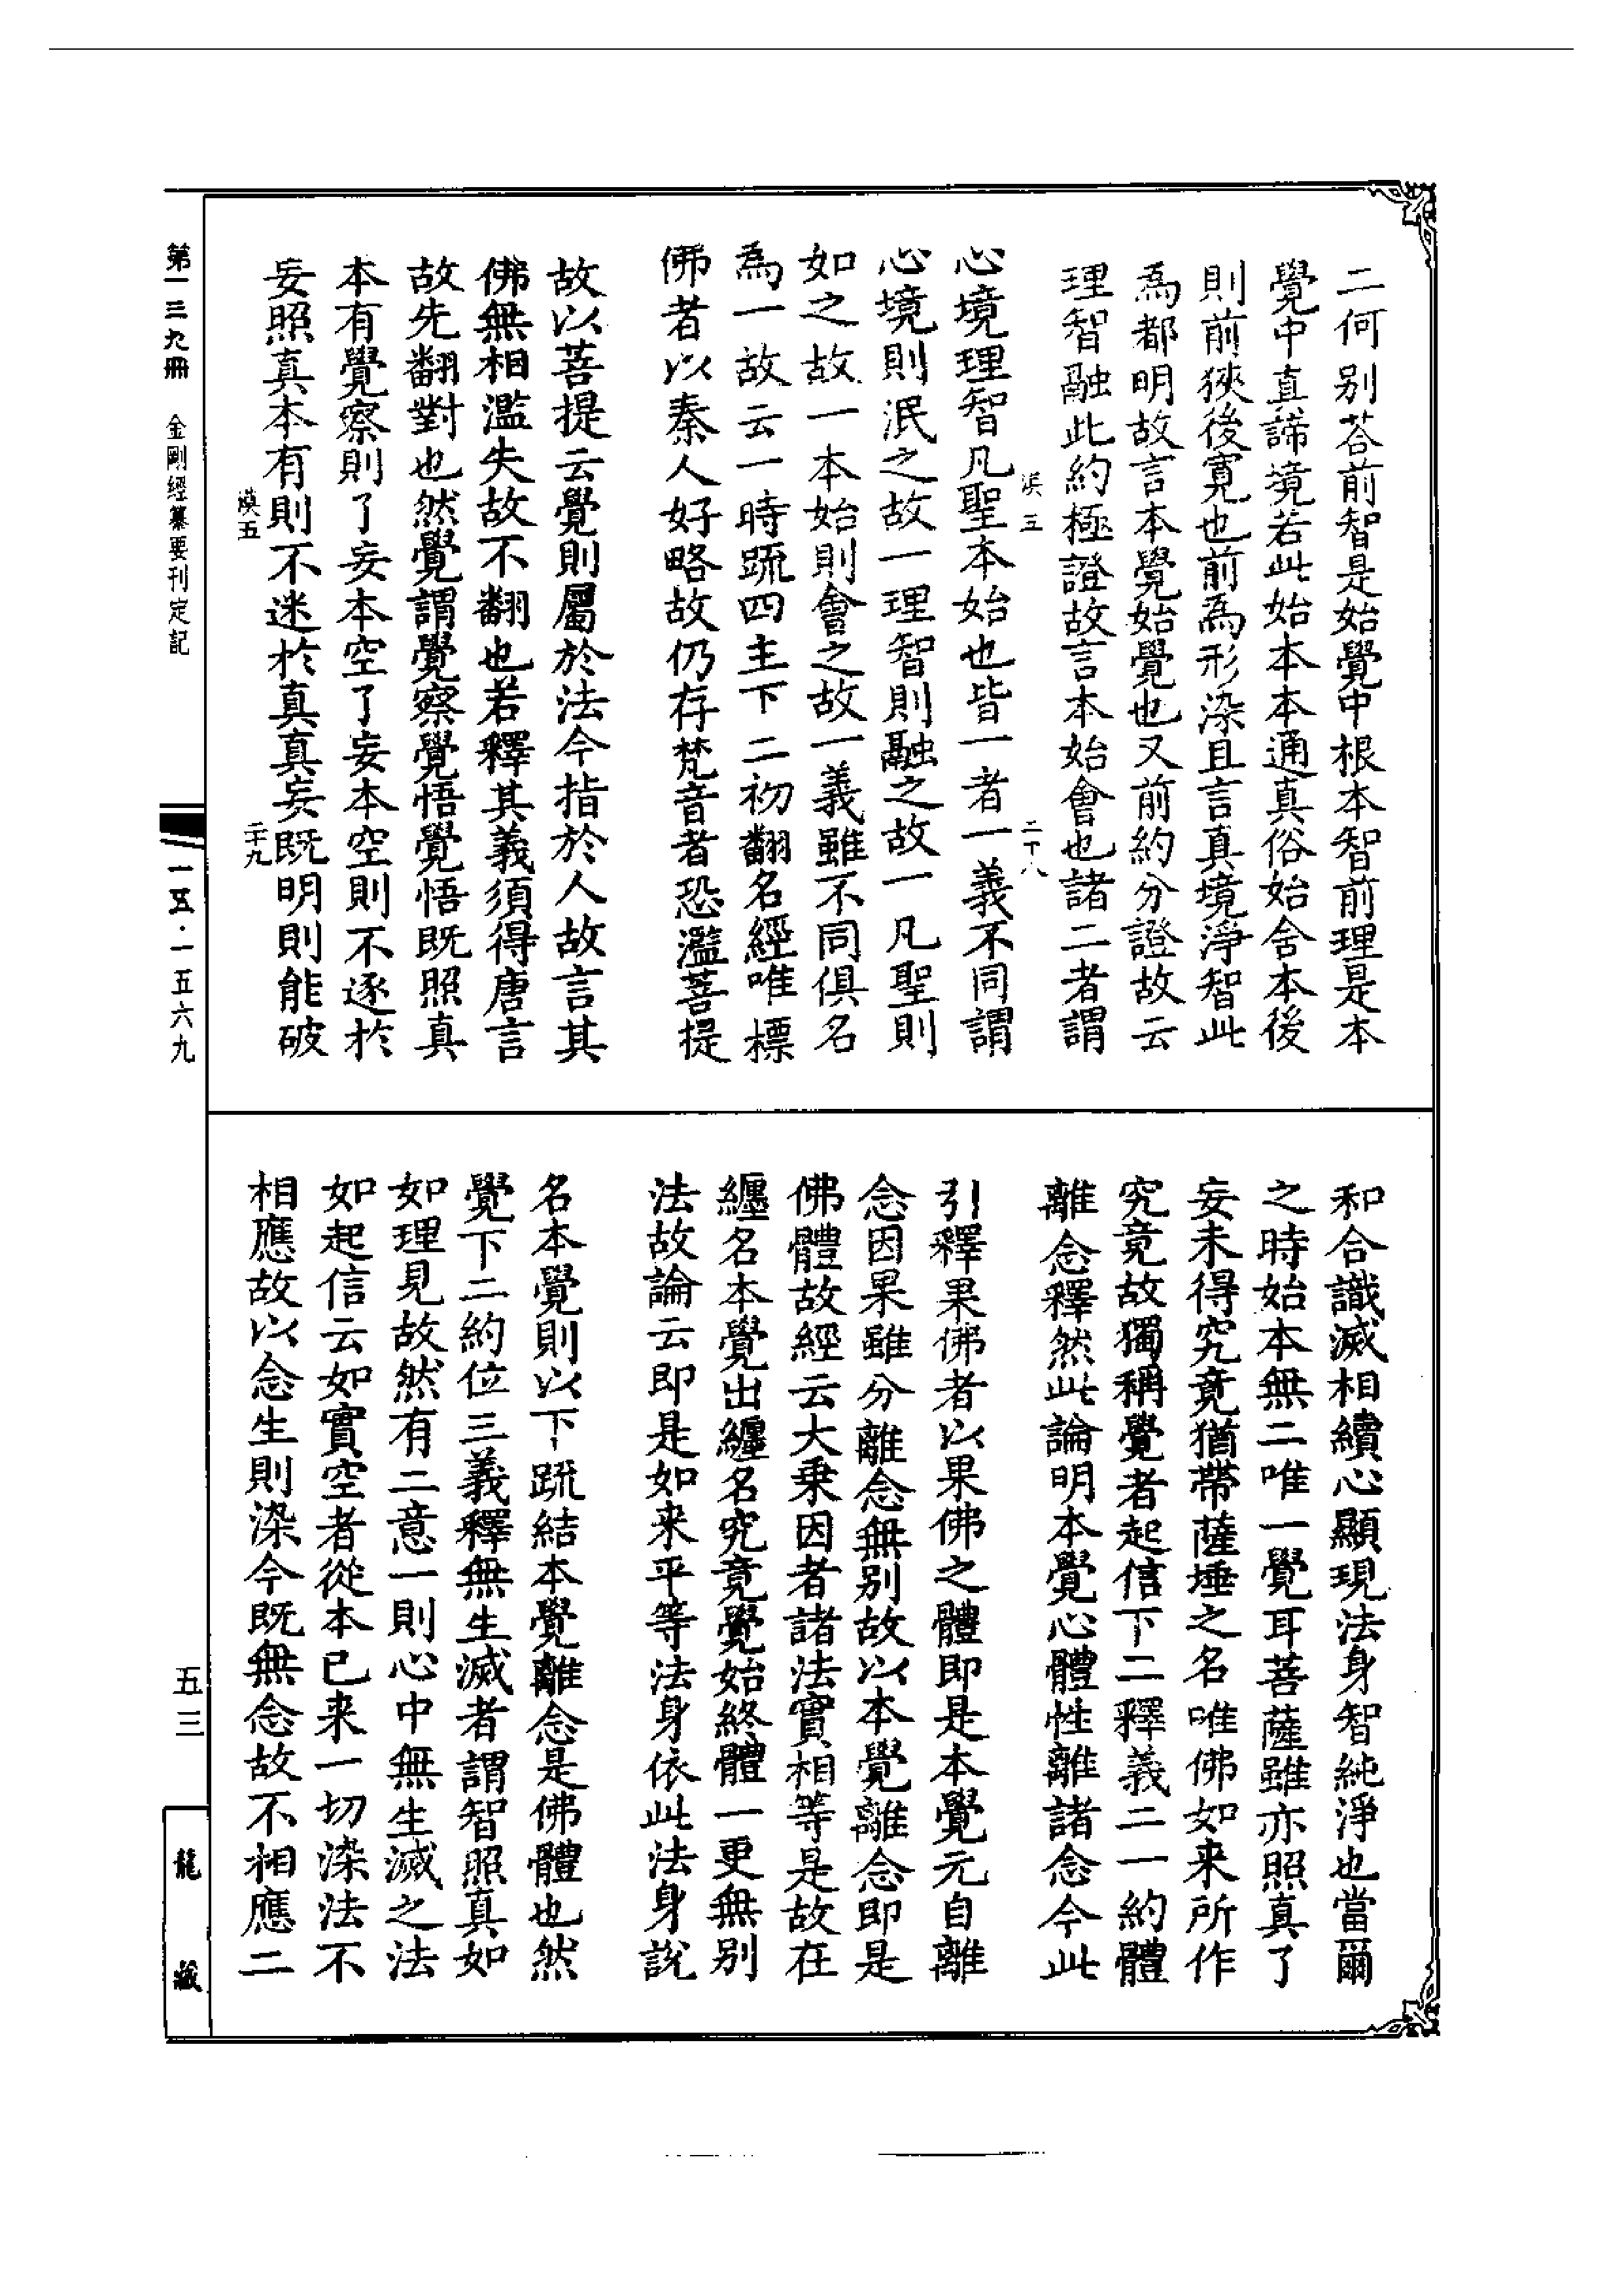 二何别荅前智是始覺中根本智前理是本
覺中真諦境若此始本本通真俗始舍本後
則前狹後寬也前為形染且言真境淨智此
為都明故言本覺始覺也又前約分證故云
理智融此約極證故言本始會也諸二者謂
三
二十八
心境理智凡聖本始也皆一者一義不同謂
心境則泯之故一理智則融之故一凡聖則
如之故一本始則會之故一義雖不同俱名
為一故云一時疏四主下二初翻名經唯標
佛者以秦人好略故仍存梵音者恐濫菩提
故以菩提云覺則屬於法今指於人故言其
佛無相濫失故不翻也若釋其義須得唐言
故先翻對也然覺謂覺察覺悟覺悟既照真
本有覺察則了妄本空了妄本空則不逐於
妄照真本有則不迷於真真妄既明則能破
漠五
二十九
和合識滅相續心顯現法身智純淨也當爾
之時始本無二唯一覺耳菩薩雖亦照真了
妄未得究竟猶帶薩埵之名唯佛如来所作
究竟故獨稱覺者起信下二釋義二一約體
離念釋然此論明本覺心體性離諸念今此
引釋果佛者以果佛之體即是本覺元自離
念因果雖分離念無别故以本覺離念即是
佛體故經云大乘因者諸法實相等是故在
纏名本覺出纏名究竟覺始終體一更無别
法故論云即是如来平等法身依此法身說
名本覺則以下疏結本覺離念是佛體也然
覺下二約位三義釋無生滅者謂智照真如
如理見故然有二意一則心中無生滅之法
如起信云如實空者從本已来一切染法不
相應故以念生則染今既無念故不相應二
第一三九冊
金剛經纂要刊定記
一五·一五六九
五三
龍藏